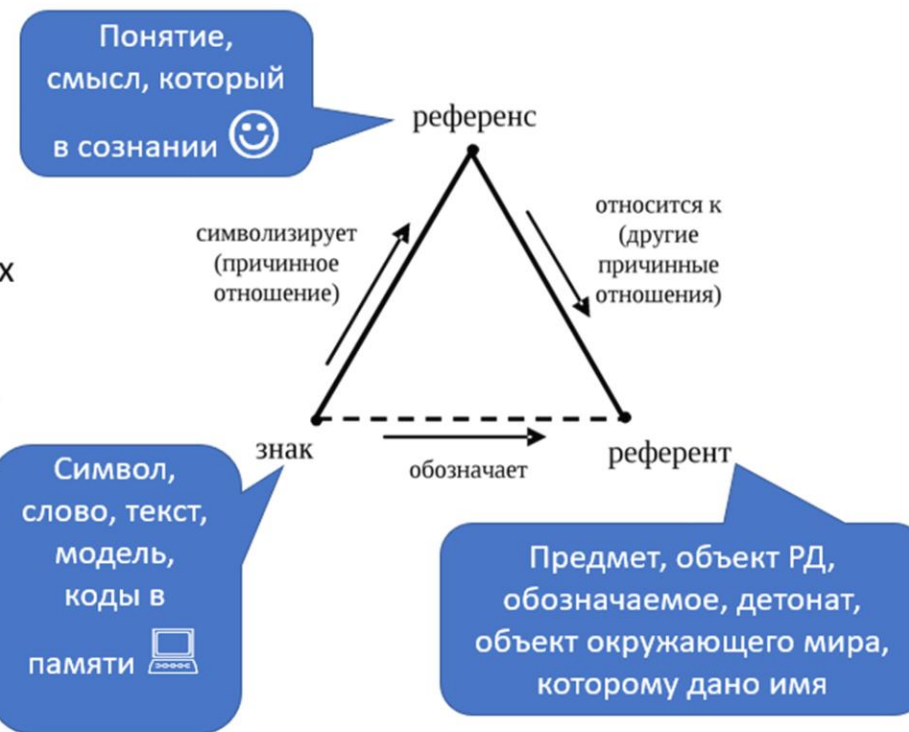 Понятие,
смысл, который
в сознании
референс
символизирует
(причинное
отношение)
относится к
(другие
причинные
отношения)
х
знак
обозначает
референт
Символ,
слово, текст,
модель,
коды в
памяти
Предмет, объект РД,
обозначаемое, детонат,
объект окружающего мира,
которому дано имя